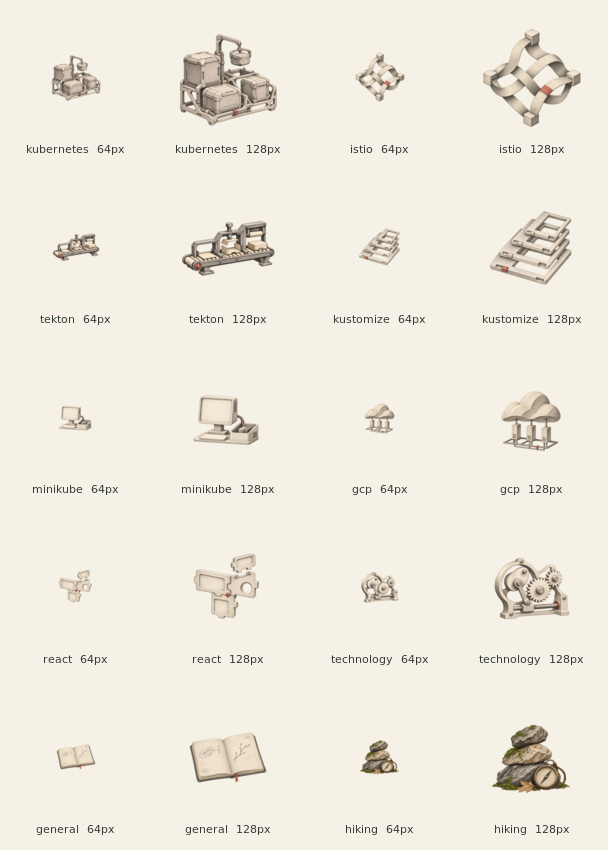 kubernetes 64px
kubernetes 128px
istio 64px
istio 128px
tekton 64px
tekton 128px
kustomize 64px
kustomize 128px
minikube 64px
minikube 128px
gcp 64px
gcp 128px
react 64px
react 128px
technology 64px
technology 128px
general 64px
general 128px
hiking 64px
hiking 128px